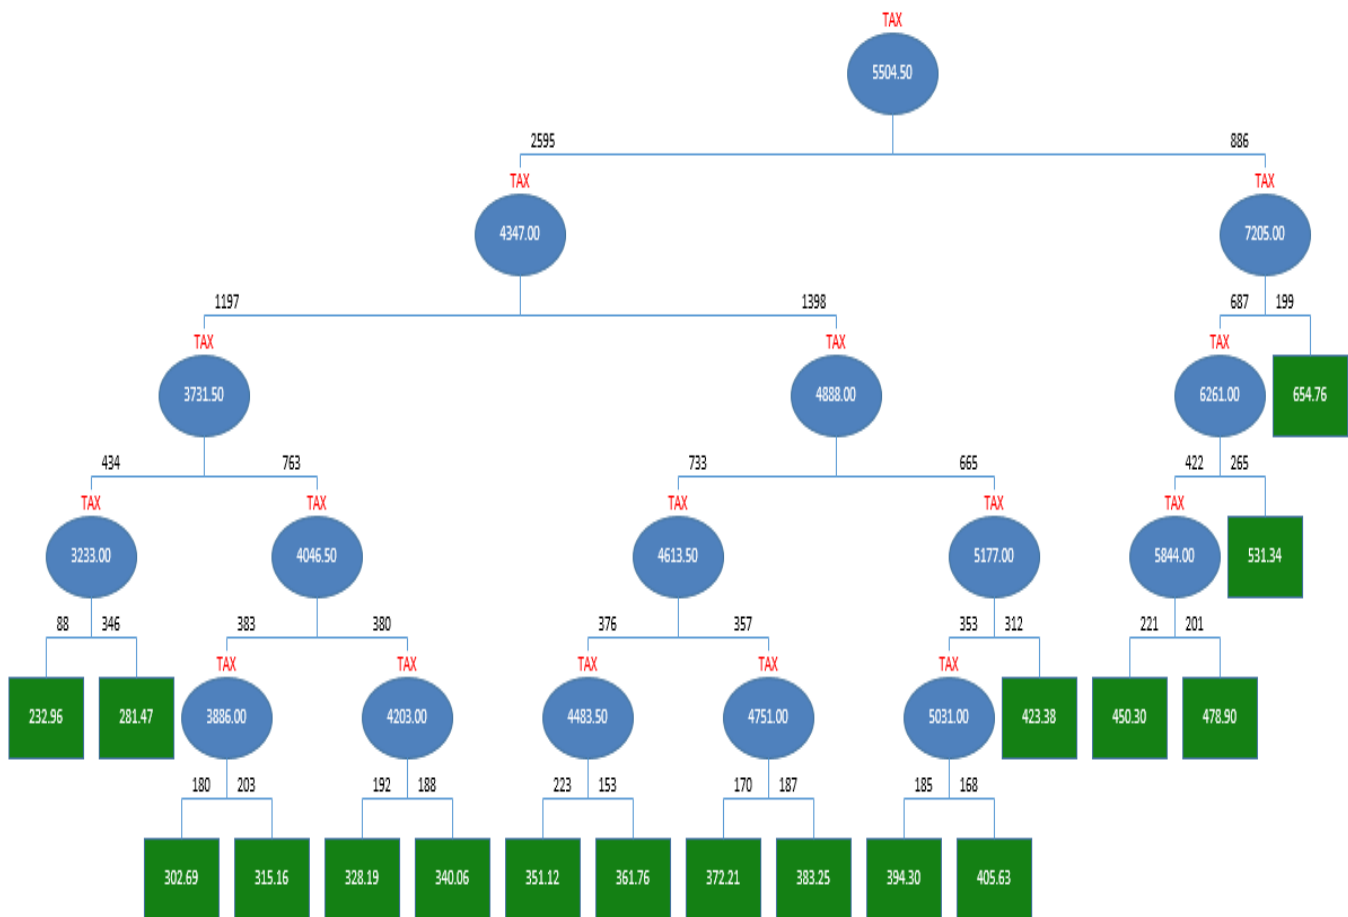 TAX
5504.50
2595 886
TAX TAX
4347.00 7205.00
1197 1398 687 199
TAX TAX TAX
3731.50 4888.00 6261.00 654.76
434 763 733 665 422 265
TAX TAX TAX TAX TAX
3233.00 4046.50 4613.50 5177.00 5844.00 531.34
88 346 383 380 376 357 353 312 221 201
TAX TAX TAX TAX TAX
232.96 281.47 3886.00 4203.00 4483.50 4751.00 5031.00 423.38 450.30 478.90
180 203 192 188 223 153 170 187 185 168
302.69 315.16 328.19 340.06 351.12 361.76 372.21 383.25 394.30 405.63